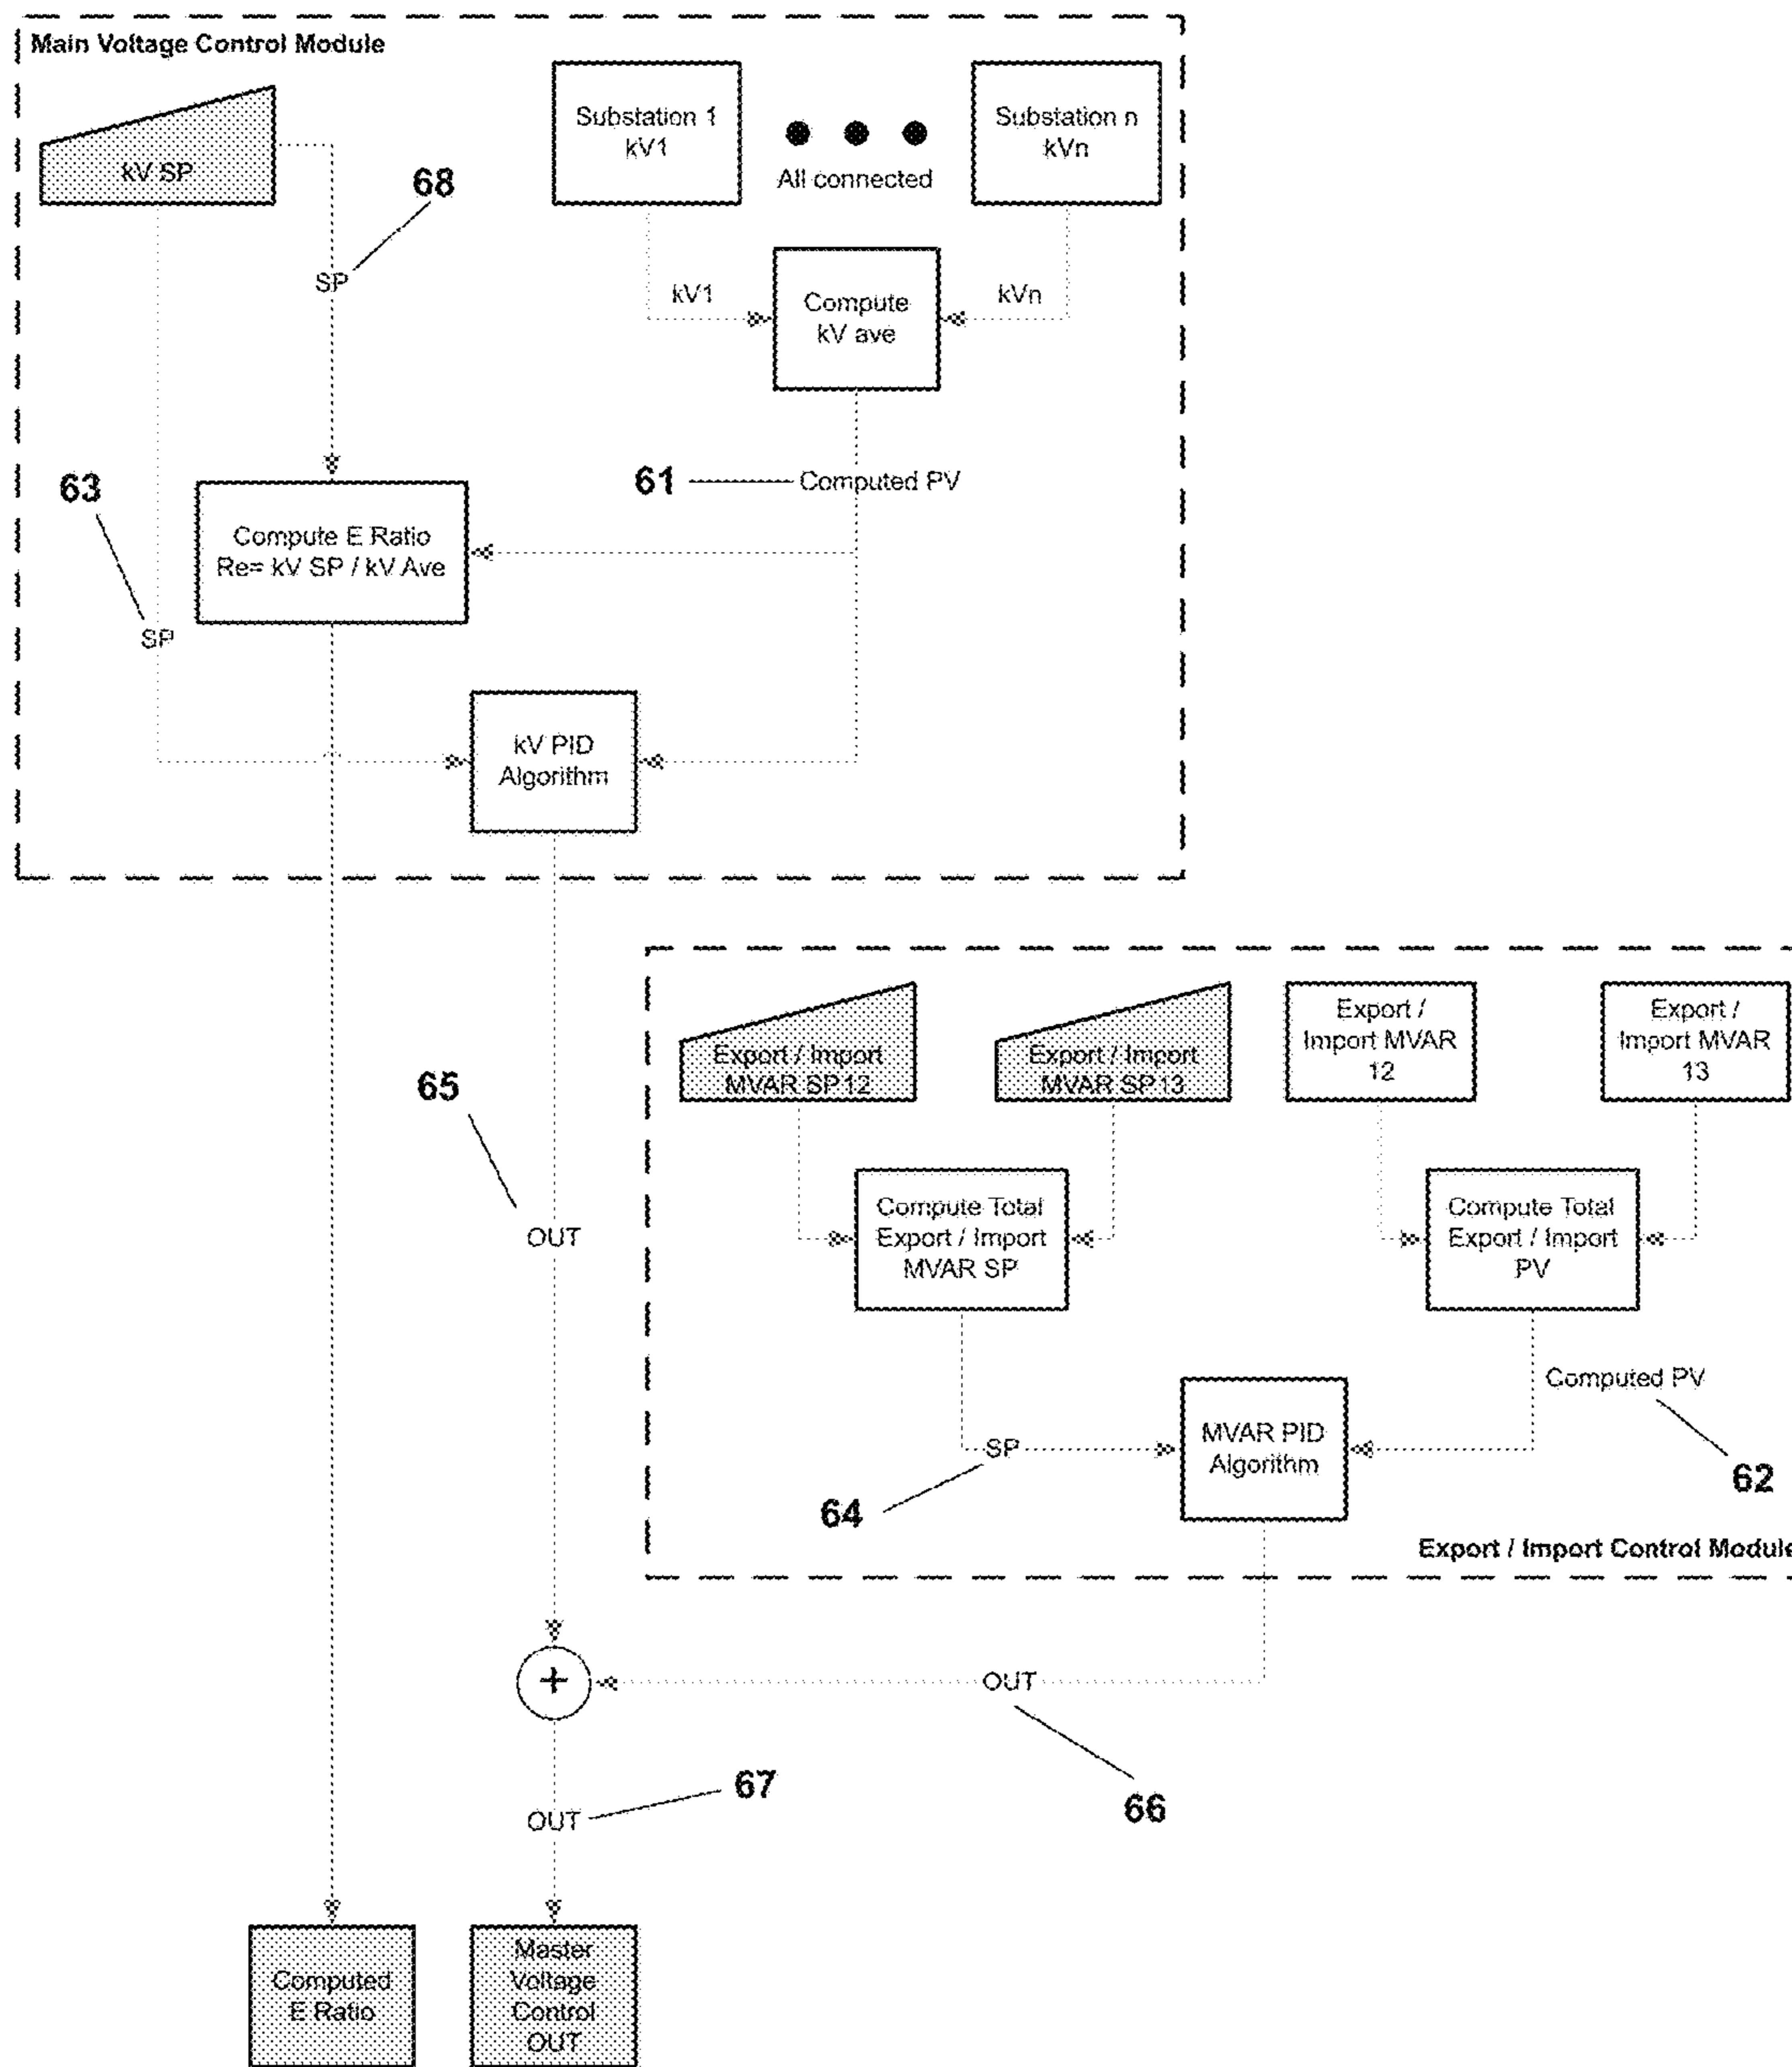 Main Voltage Control Module
kV SP
Substation 1
kV1
All connected
Substation n
kVn
68
SP
kV1
kVn
Compute
kV ave
63
61
Computed PV
Compute E Ratio
Re= kV SP / kV Ave
SP
kV PID
Algorithm
Export / Import
MVAR SP12
Export / Import
MVAR SP13
Export /
Import MVAR
12
Export /
Import MVAR
13
65
Compute Total
Export / Import
MVAR SP
Compute Total
Export / Import
PV
OUT
Computed PV
SP
MVAR PID
Algorithm
64
62
Export / Import Control Module
+
OUT
67
66
OUT
Computed
E Ratio
Master
Voltage
Control
OUT